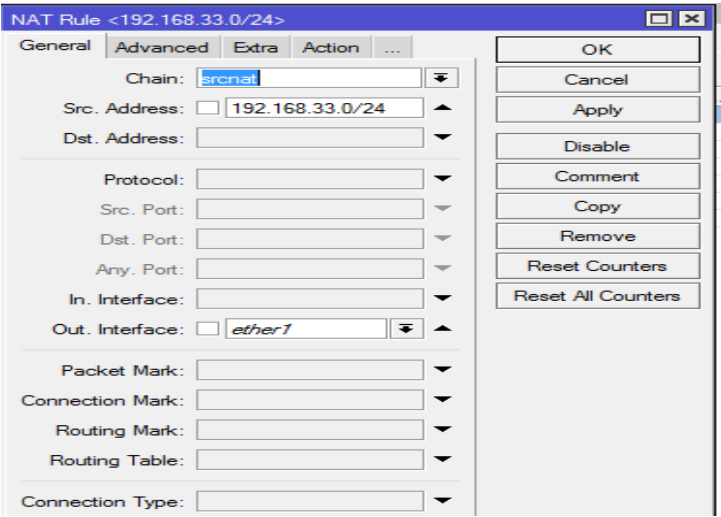 NAT Rule <192.168.33.0/24>
General Advanced Extra Action ...
Chain: srcnat
Src. Address: 192.168.33.0/24
Dst. Address:
Protocol:
Src. Port:
Dst. Port:
Any. Port:
In. Interface:
Out. Interface: ether1
Packet Mark:
Connection Mark:
Routing Mark:
Routing Table:
Connection Type:
OK
Cancel
Apply
Disable
Comment
Copy
Remove
Reset Counters
Reset All Counters